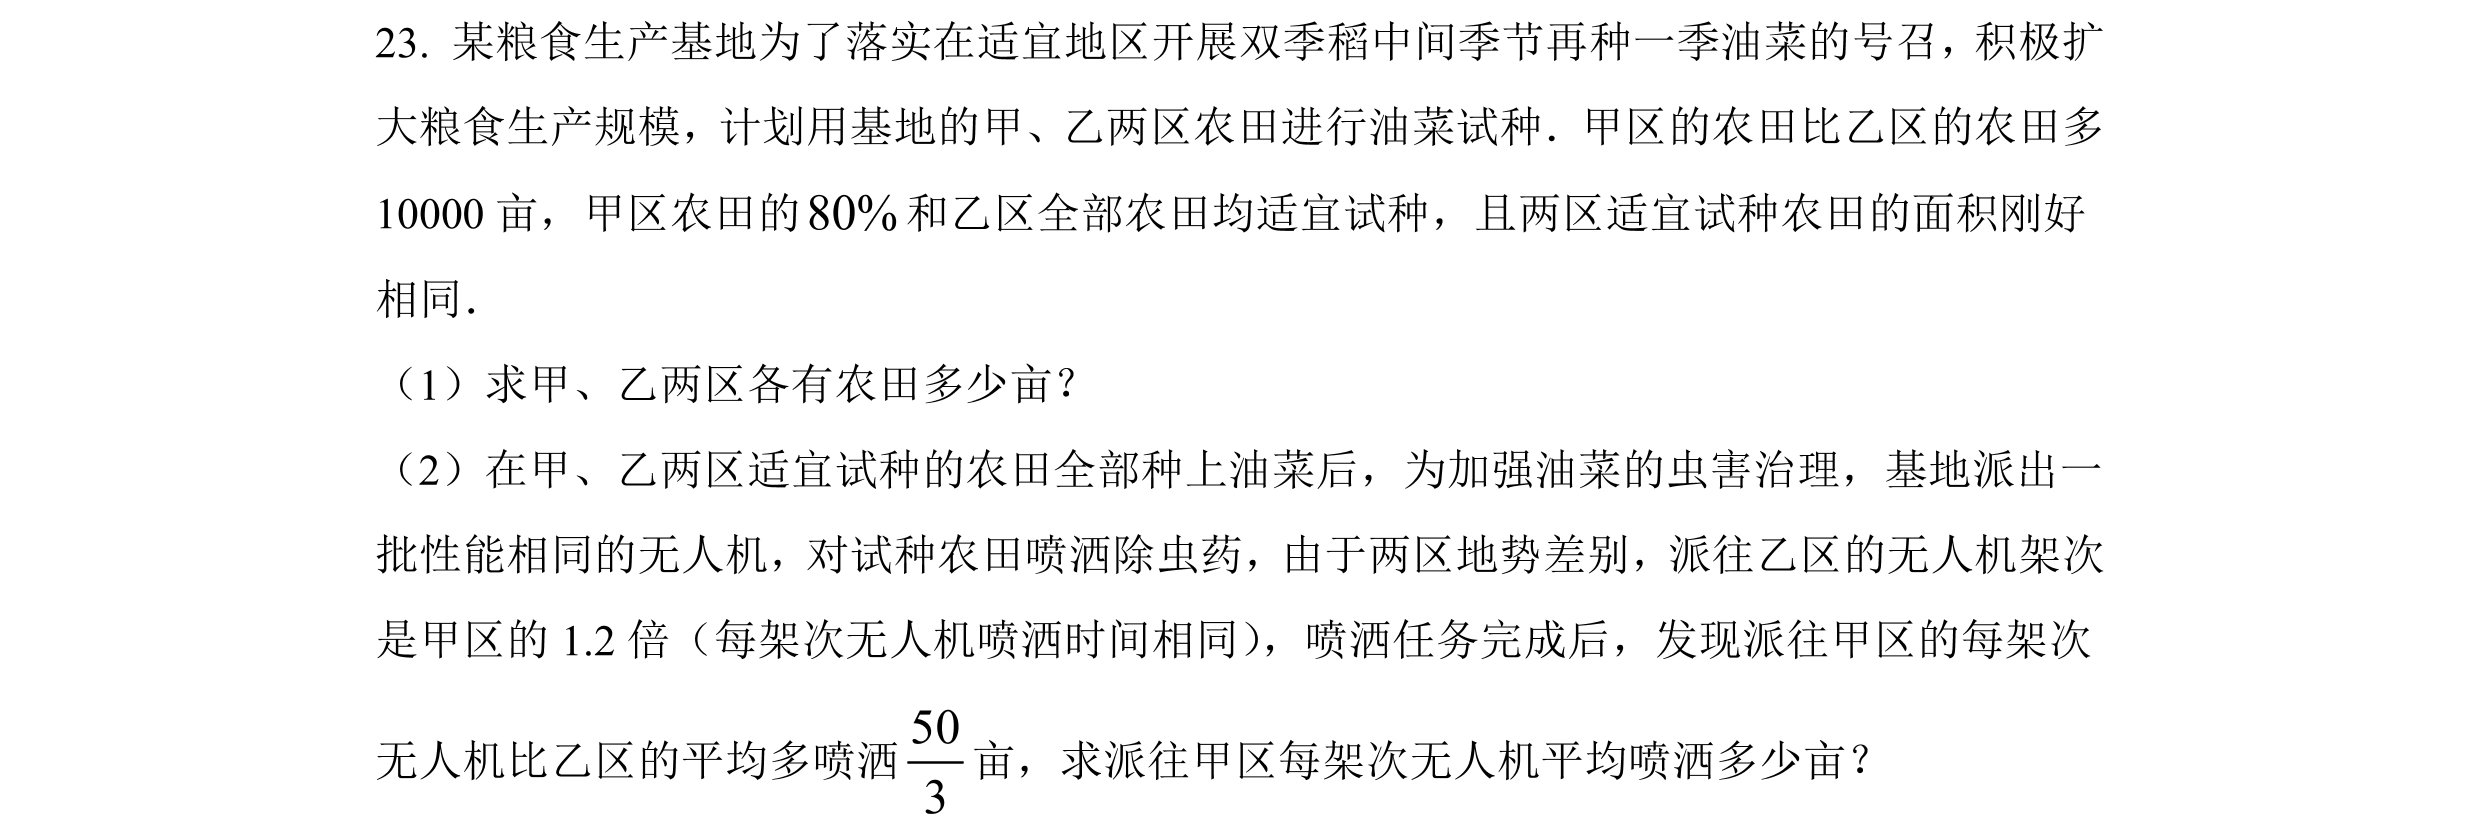 23. 某粮食生产基地为了落实在适宜地区开展双季稻中间季节再种一季油菜的号召，积极扩
大粮食生产规模，计划用基地的甲、乙两区农田进行油菜试种．甲区的农田比乙区的农田多
10000 亩，甲区农田的80%和乙区全部农田均适宜试种，且两区适宜试种农田的面积刚好
相同．
（1）求甲、乙两区各有农田多少亩？
（2）在甲、乙两区适宜试种的农田全部种上油菜后，为加强油菜的虫害治理，基地派出一
批性能相同的无人机，对试种农田喷洒除虫药，由于两区地势差别，派往乙区的无人机架次
是甲区的 1.2 倍（每架次无人机喷洒时间相同），喷洒任务完成后，发现派往甲区的每架次
无人机比乙区的平均多喷洒50/3亩，求派往甲区每架次无人机平均喷洒多少亩？